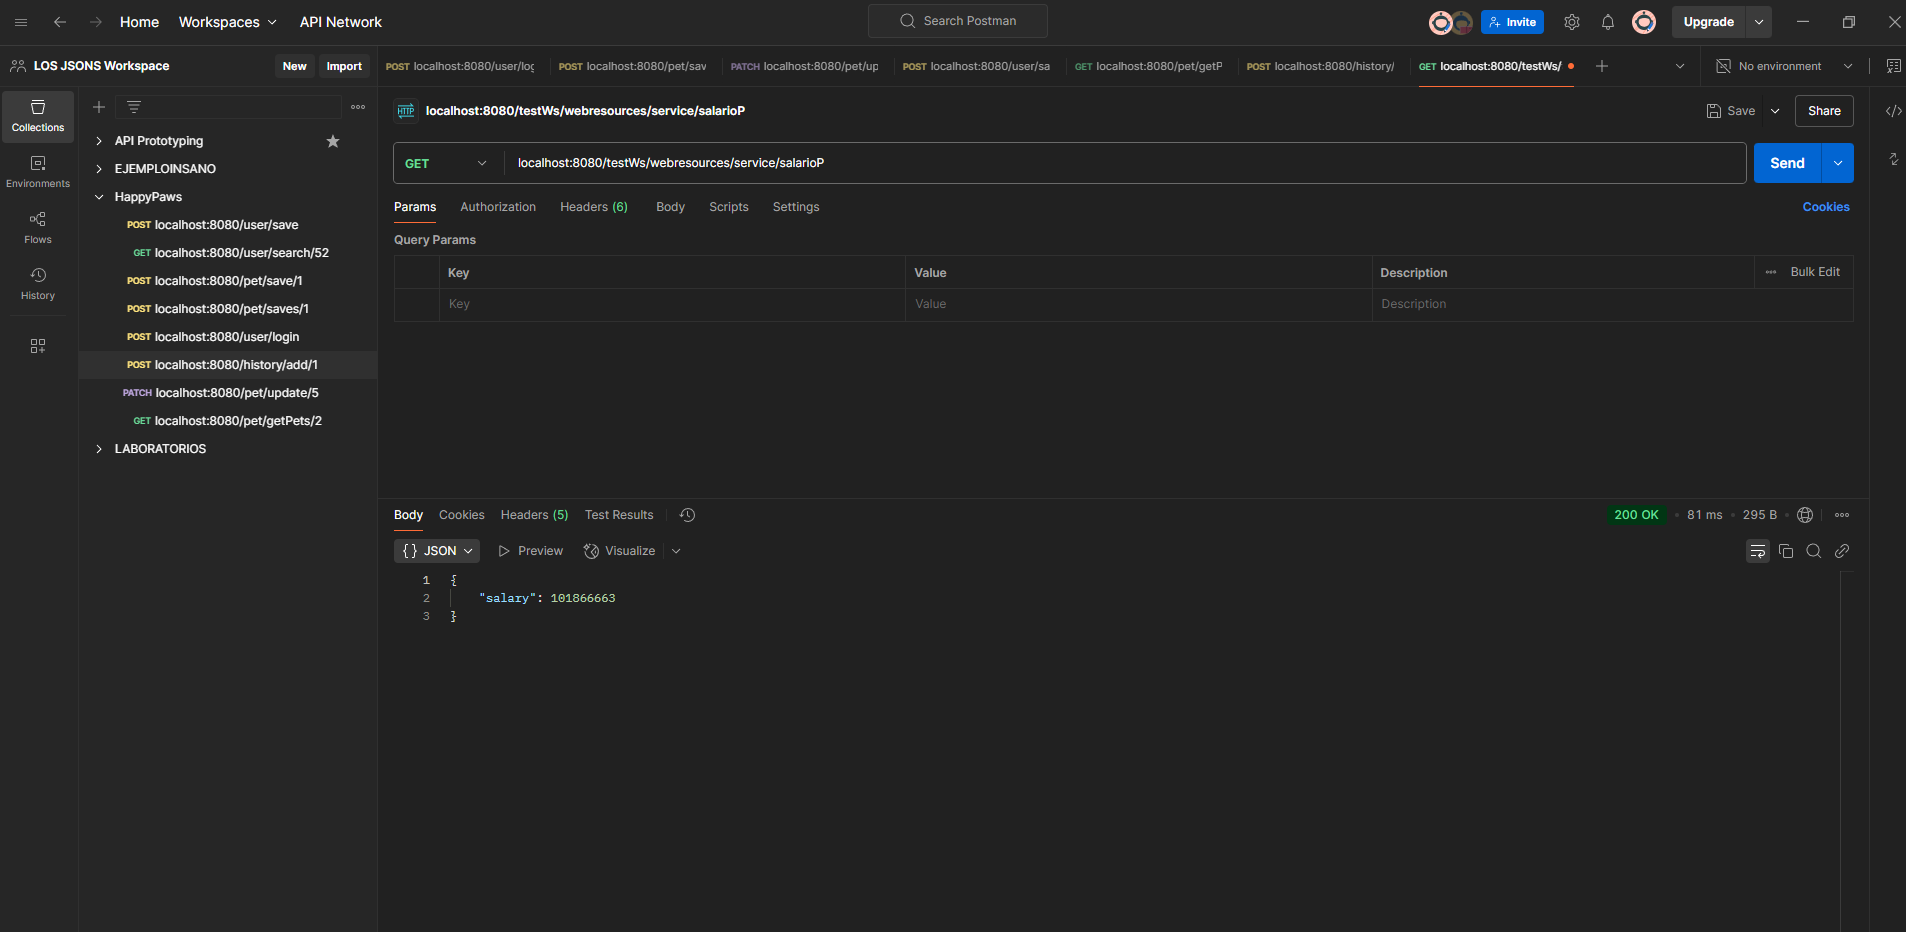 Home Workspaces API Network Search Postman Invite Upgrade
LOS JSONS Workspace New Import
POST localhost:8080/user/log POST localhost:8080/pet/sav PATCH localhost:8080/pet/up POST localhost:8080/user/sa GET localhost:8080/pet/getP POST localhost:8080/history/ GET localhost:8080/testWs/ No environment
Collections
Environments
Flows
History
API Prototyping
EJEMPLOINSANO
HappyPaws
POST localhost:8080/user/save
GET localhost:8080/user/search/52
POST localhost:8080/pet/save/1
POST localhost:8080/pet/saves/1
POST localhost:8080/user/login
POST localhost:8080/history/add/1
PATCH localhost:8080/pet/update/5
GET localhost:8080/pet/getPets/2
LABORATORIOS
HTTP localhost:8080/testWs/webresources/service/salarioP Save Share
GET localhost:8080/testWs/webresources/service/salarioP Send
Params Authorization Headers (6) Body Scripts Settings Cookies
Query Params
Key Value Description Bulk Edit
Key Value Description
Body Cookies Headers (5) Test Results 200 OK 81 ms 295 B
{} JSON Preview Visualize
1 {
2 "salary": 101866663
3 }